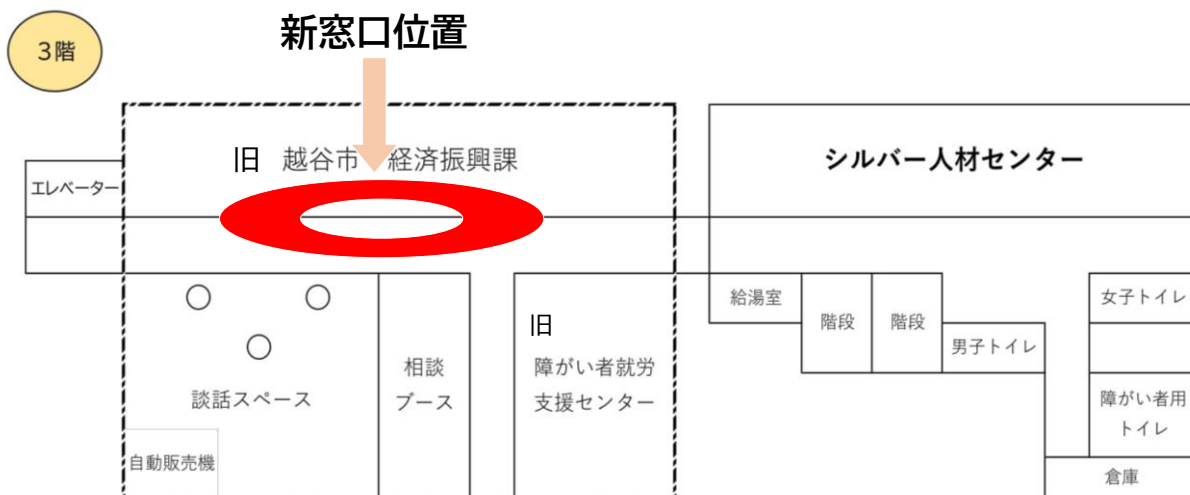 3階
新窓口位置
旧 越谷市 経済振興課
シルバー人材センター
エレベーター
給湯室
階段
階段
男子トイレ
女子トイレ
旧
障がい者就労
支援センター
相談
ブース
談話スペース
障がい者用
トイレ
自動販売機
倉庫